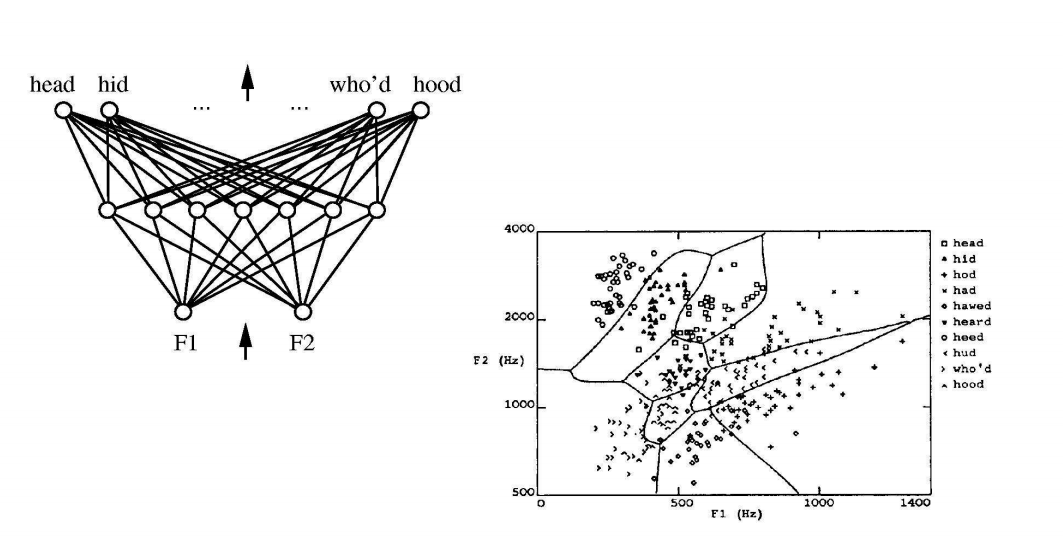 head hid ... ... who'd hood
F1 F2
4000
2000
F2 (Hz)
1000
500
0 500 1000 1400
F1 (Hz)
head
hid
hod
had
hawed
heard
heed
hud
who'd
hood